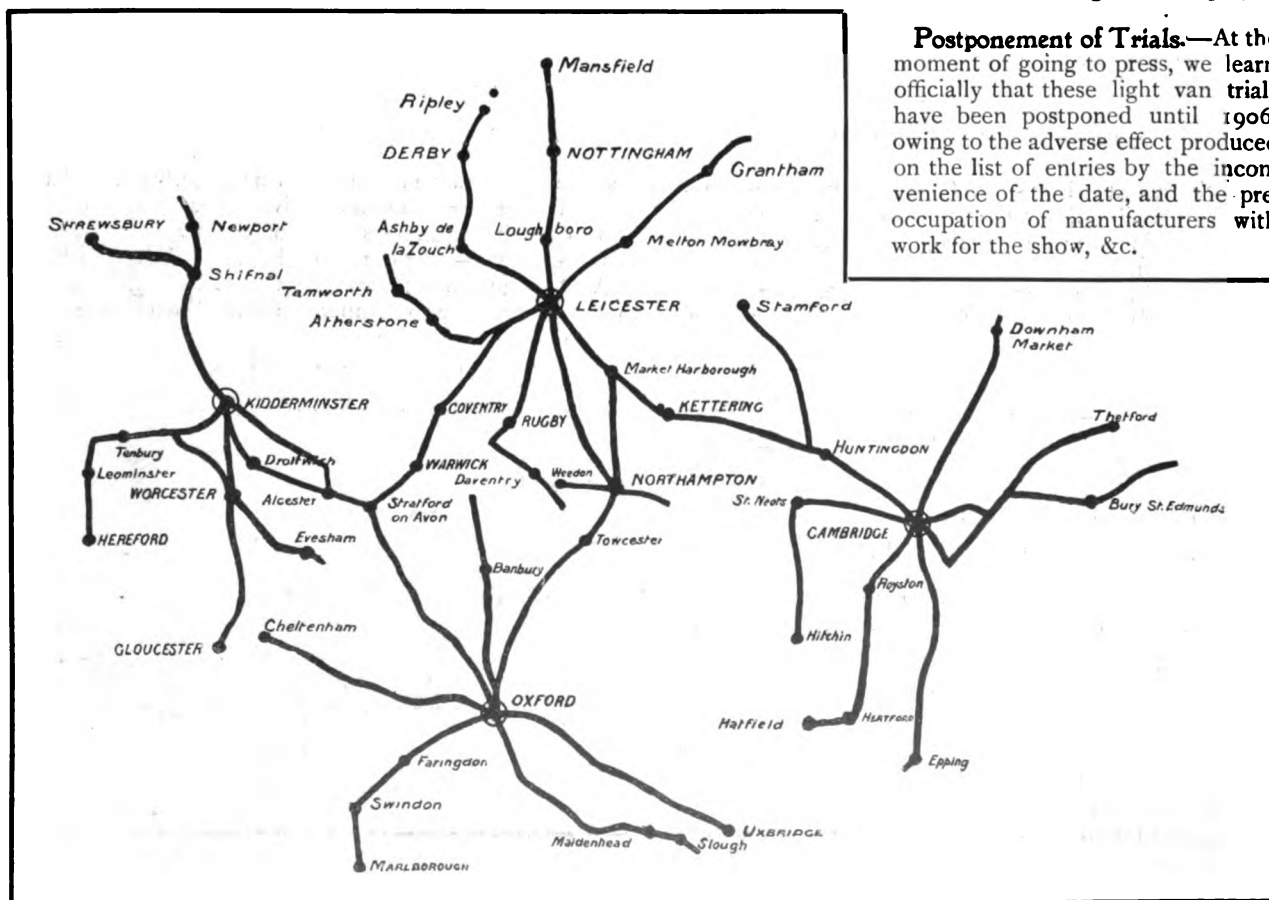 Postponement of Trials.—At the
moment of going to press, we learn
officially that these light van trial
have been postponed until 1906
owing to the adverse effect produced
on the list of entries by the incon
venience of the date, and the pre
occupation of manufacturers with
work for the show, &c.
Mansfield
Ripley
DERBY
NOTTINGHAM
Grantham
SHREWSBURY
Newport
Ashby de
la Zouch
Loughboro
Melton Mowbray
Shifnal
Tamworth
LEICESTER
Stamford
Atherstone
Downham
Market
Market Harborough
KIDDERMINSTER
COVENTRY
RUGBY
KETTERING
Thetford
Tenbury
Droitwich
HUNTINGDON
Leominster
WARWICK
Daventry
Weedon
NORTHAMPTON
WORCESTER
Alcester
Stratford
on Avon
St. Neots
Bury St. Edmunds
HEREFORD
Evesham
Towcester
CAMBRIDGE
Banbury
Royston
Cheltenham
Hitchin
GLOUCESTER
OXFORD
Hatfield
HERTFORD
Faringdon
Epping
Swindon
Maidenhead
Slough
UXBRIDGE
MARLBOROUGH